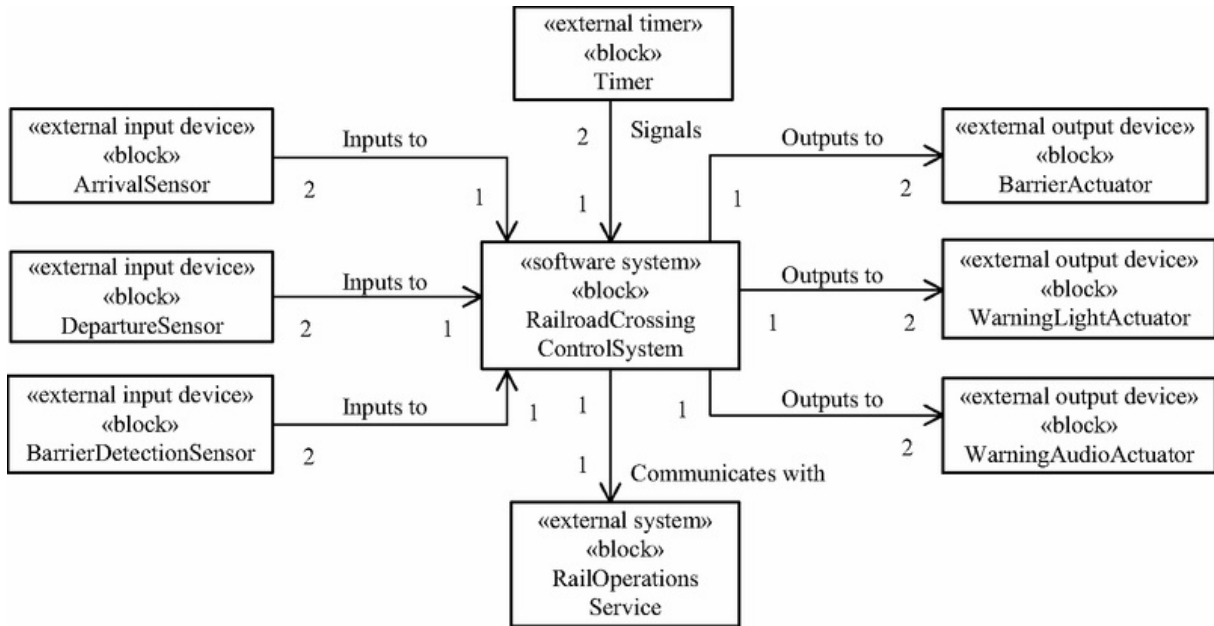 «external timer»
«block»
Timer
2
Signals
1
«external input device»
«block»
ArrivalSensor
Inputs to
2
1
Outputs to
1
2
«external output device»
«block»
BarrierActuator
«external input device»
«block»
DepartureSensor
Inputs to
2
1
«software system»
«block»
RailroadCrossing
ControlSystem
Outputs to
1
2
«external output device»
«block»
WarningLightActuator
«external input device»
«block»
BarrierDetectionSensor
Inputs to
2
1
1
1
Communicates with
1
Outputs to
2
«external output device»
«block»
WarningAudioActuator
«external system»
«block»
RailOperations
Service